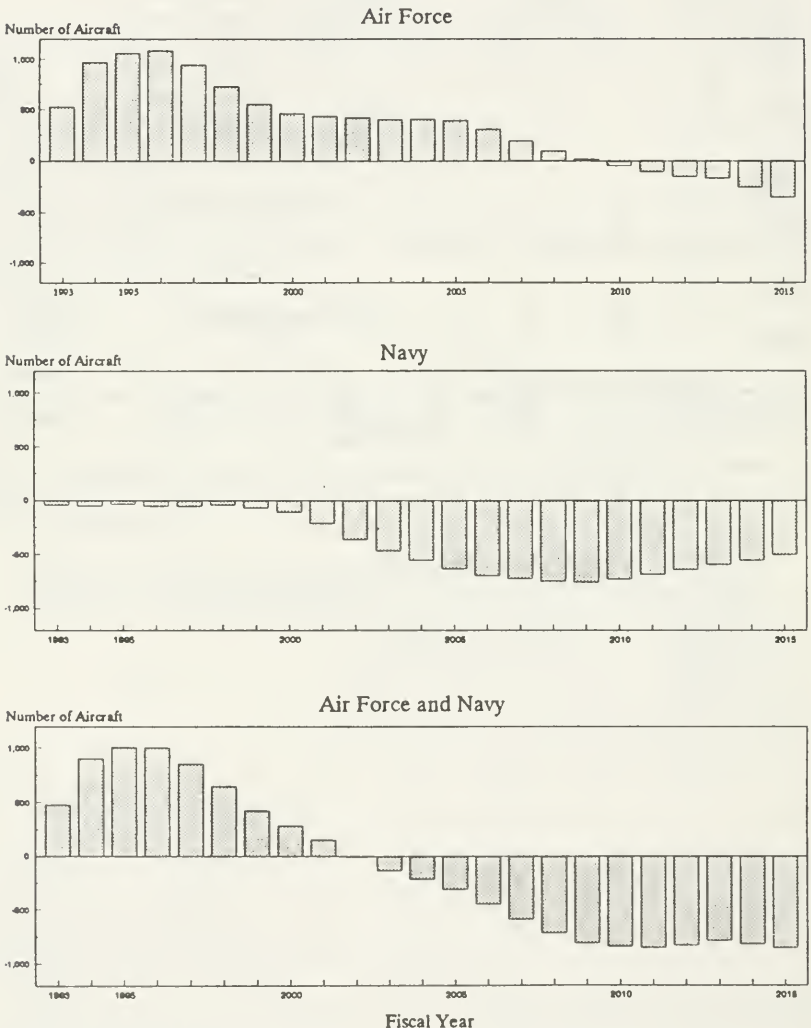 Air Force
Number of Aircraft
1,000
500
0
-500
-1,000
1993 1995 2000 2005 2010 2015
Navy
Number of Aircraft
1,000
500
0
-500
-1,000
1993 1995 2000 2005 2010 2015
Air Force and Navy
Number of Aircraft
1,000
500
0
-500
-1,000
1993 1995 2000 2005 2010 2015
Fiscal Year